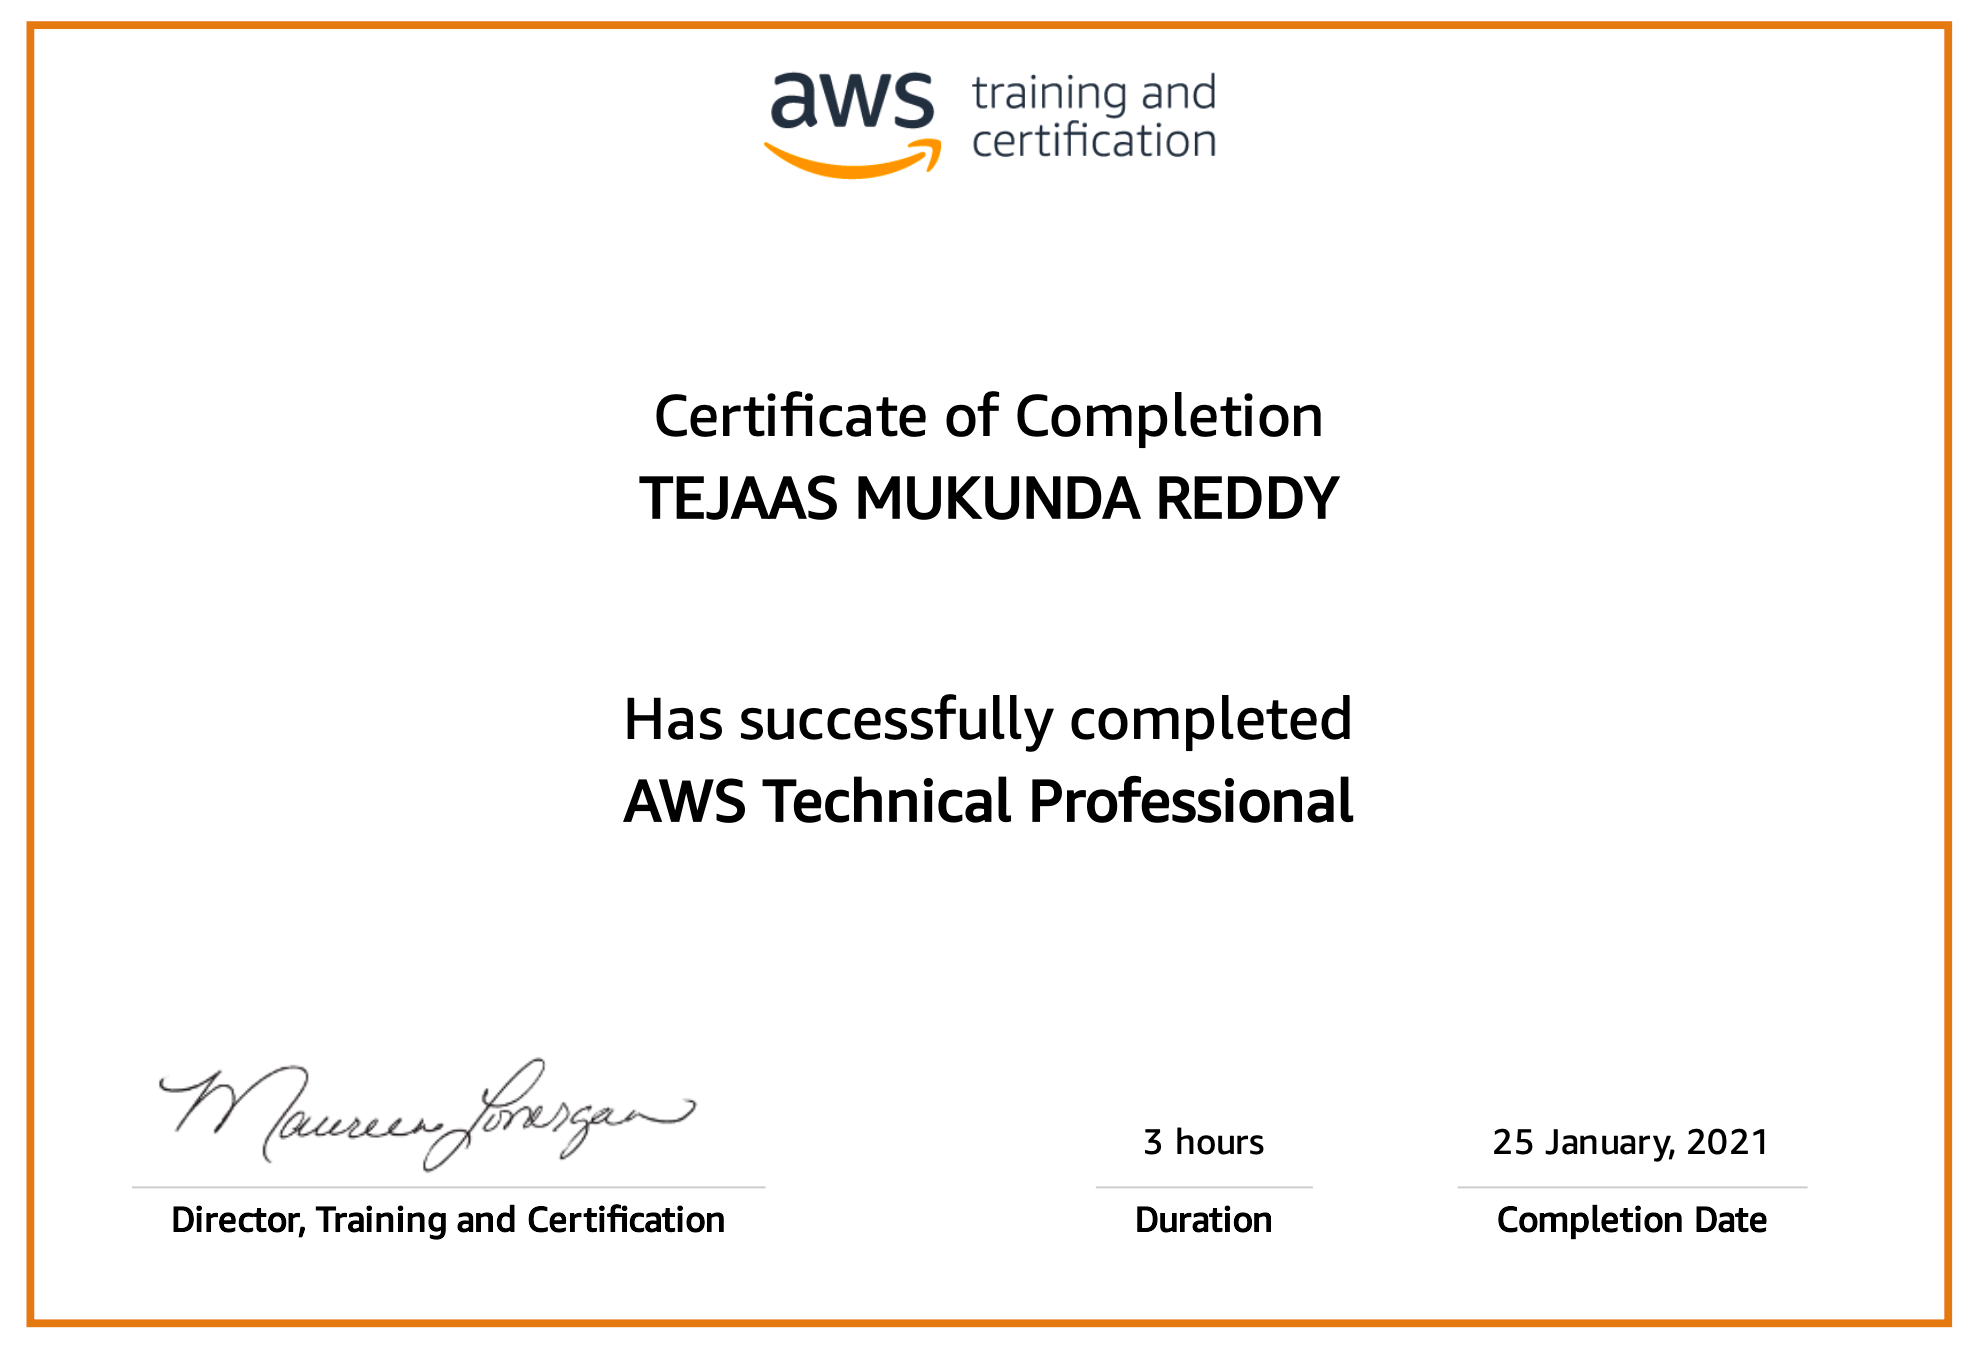 aws training and
certification
Certificate of Completion
TEJAAS MUKUNDA REDDY
Has successfully completed
AWS Technical Professional
Maureen Lonergan
3 hours
25 January, 2021
Director, Training and Certification
Duration
Completion Date